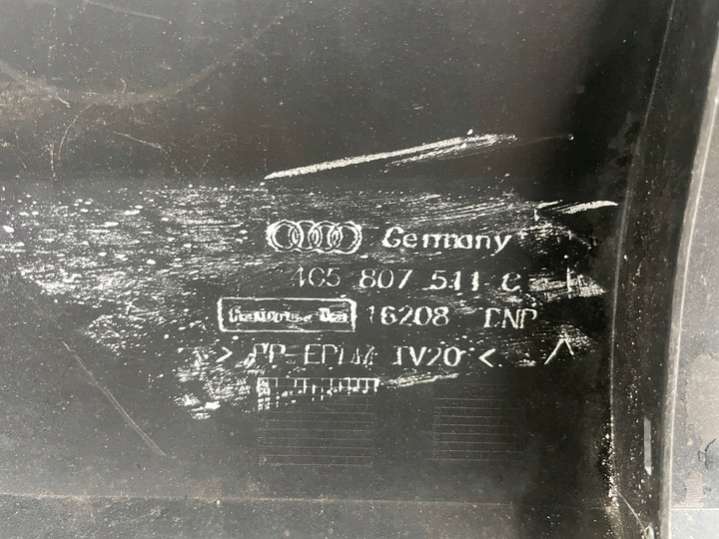 Germany
4G5 807 511 C
16208 DNP
>PP-EPDM TV20<